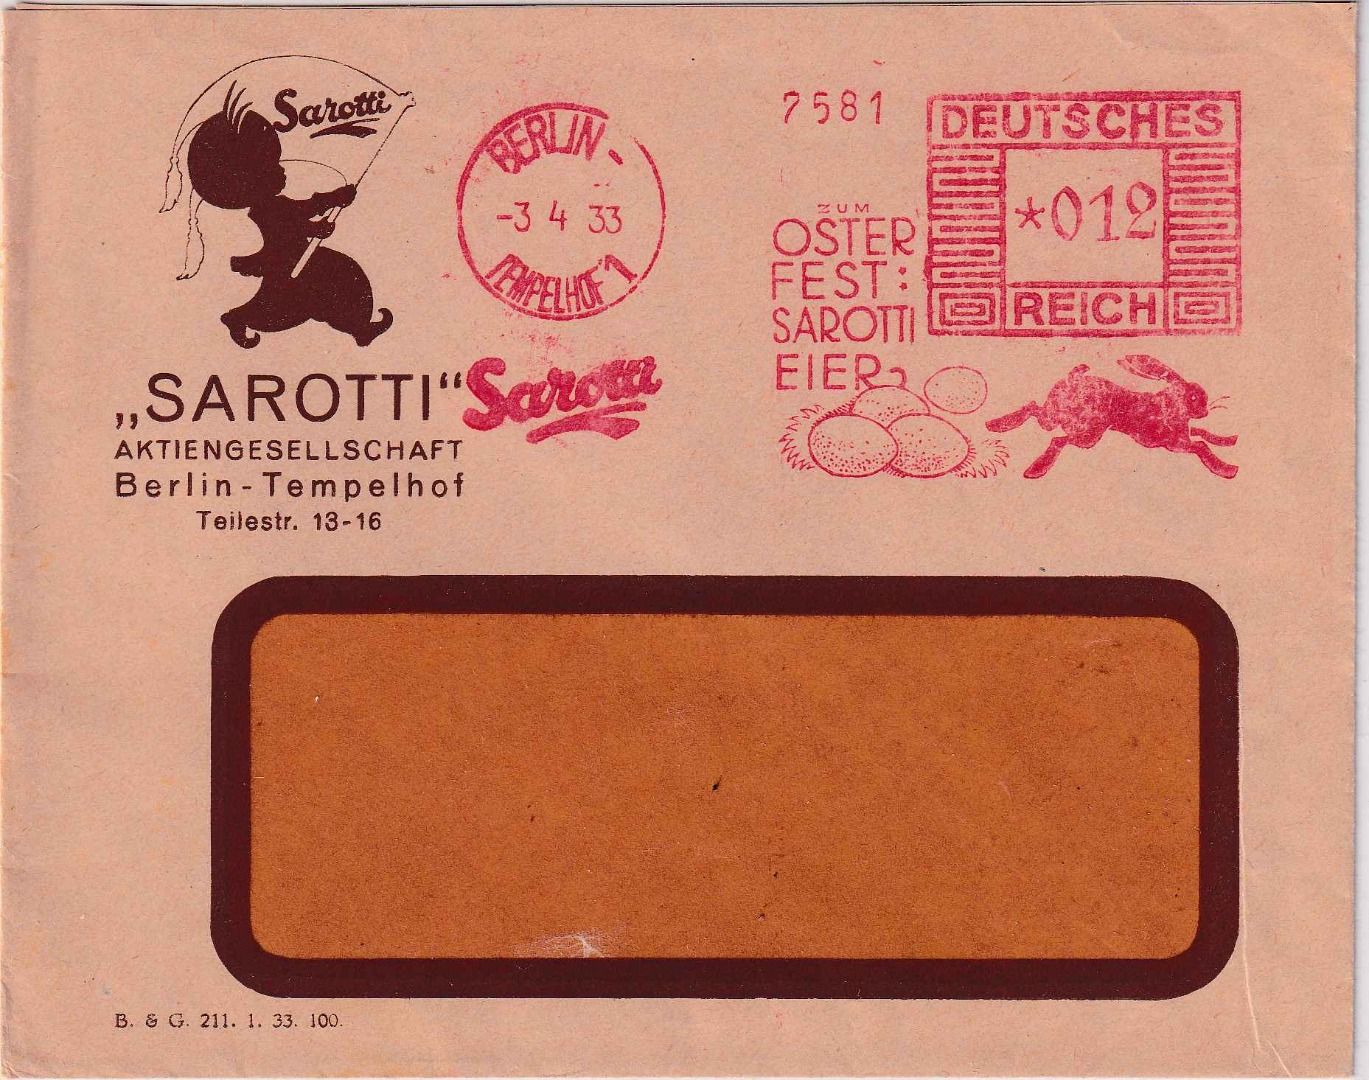 Sarotti
„SAROTTI“
AKTIENGESELLSCHAFT
Berlin-Tempelhof
Teilestr. 13-16
BERLIN-
-3 4 33
TEMPELHOF 1
Sarotti
7581
ZUM
OSTER
FEST:
SAROTTI
EIER
DEUTSCHES
*012
REICH
B. & G. 211. 1. 33. 100.